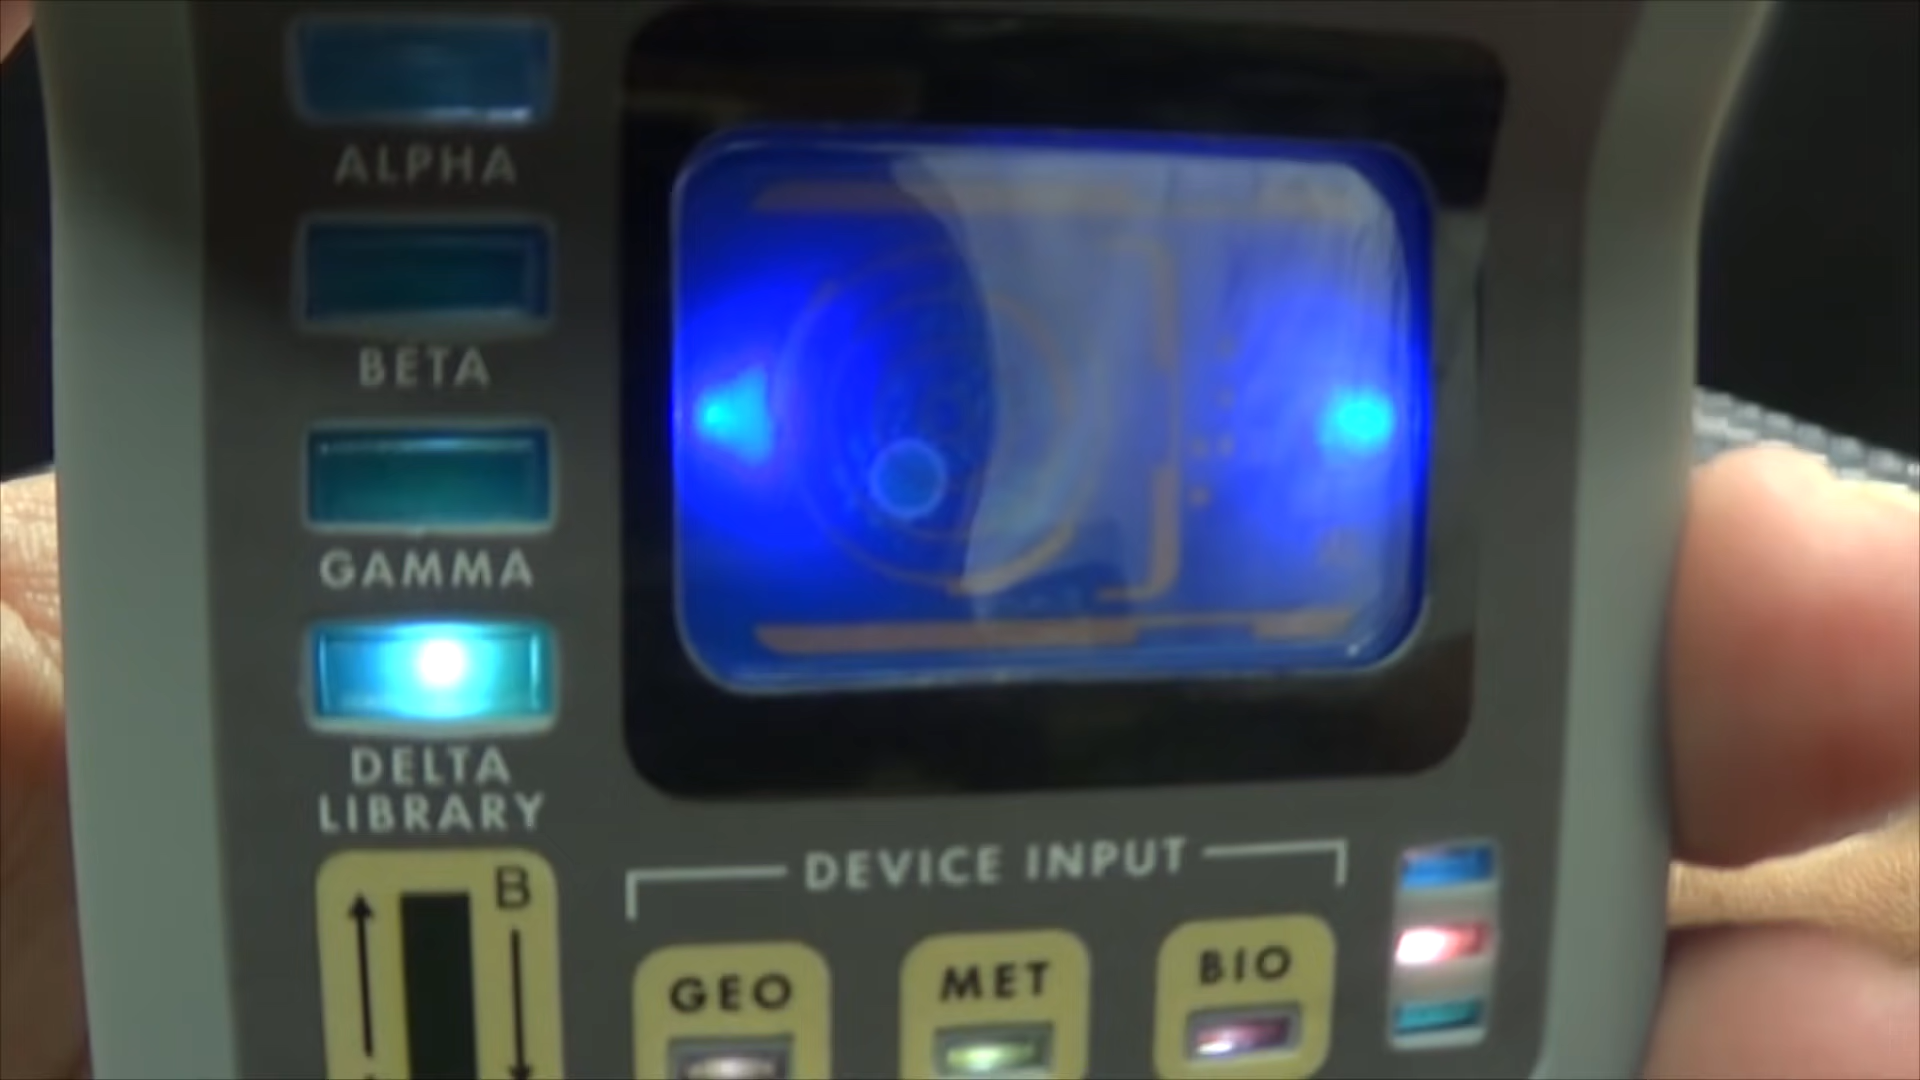 ALPHA
BETA
GAMMA
DELTA
LIBRARY
B
DEVICE INPUT
GEO
MET
BIO